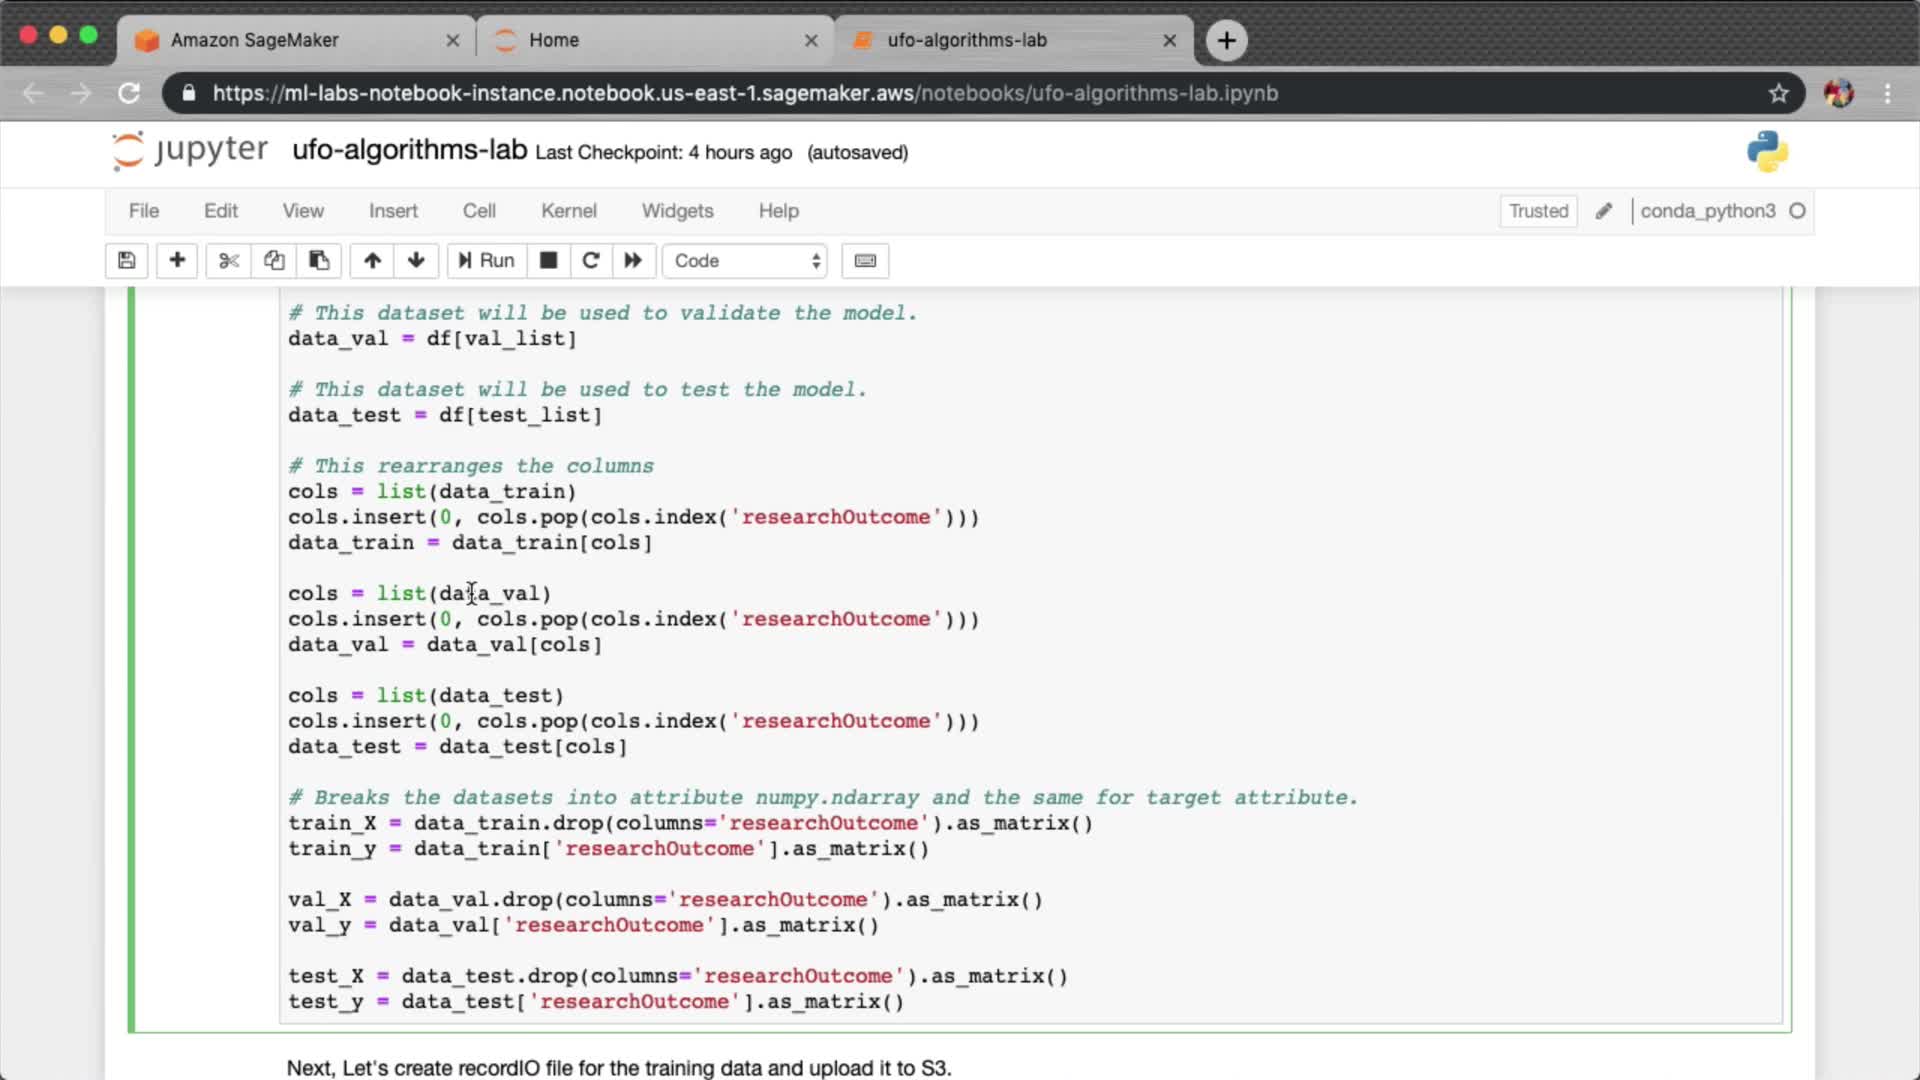 Amazon SageMaker
Home
ufo-algorithms-lab
https://ml-labs-notebook-instance.notebook.us-east-1.sagemaker.aws/notebooks/ufo-algorithms-lab.ipynb
jupyter ufo-algorithms-lab Last Checkpoint: 4 hours ago (autosaved)
File Edit View Insert Cell Kernel Widgets Help Trusted conda_python3
Run Code
# This dataset will be used to validate the model.
data_val = df[val_list]
# This dataset will be used to test the model.
data_test = df[test_list]
# This rearranges the columns
cols = list(data_train)
cols.insert(0, cols.pop(cols.index('researchOutcome')))
data_train = data_train[cols]
cols = list(data_val)
cols.insert(0, cols.pop(cols.index('researchOutcome')))
data_val = data_val[cols]
cols = list(data_test)
cols.insert(0, cols.pop(cols.index('researchOutcome')))
data_test = data_test[cols]
# Breaks the datasets into attribute numpy.ndarray and the same for target attribute.
train_X = data_train.drop(columns='researchOutcome').as_matrix()
train_y = data_train['researchOutcome'].as_matrix()
val_X = data_val.drop(columns='researchOutcome').as_matrix()
val_y = data_val['researchOutcome'].as_matrix()
test_X = data_test.drop(columns='researchOutcome').as_matrix()
test_y = data_test['researchOutcome'].as_matrix()
Next, Let's create recordIO file for the training data and upload it to S3.